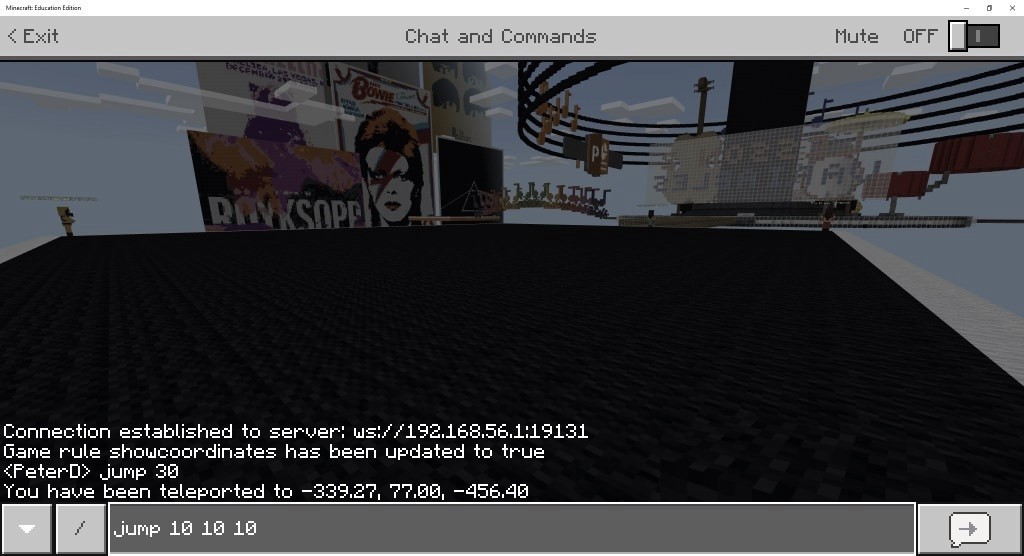 Minecraft: Education Edition
< Exit
Chat and Commands
Mute OFF
DECEMBER
BOWIE
RÖYKSOPP
Connection established to server: ws://192.168.56.1:19131
Game rule showcoordinates has been updated to true
<PeterD> jump 30
You have been teleported to -339.27, 77.00, -456.40
/
jump 10 10 10